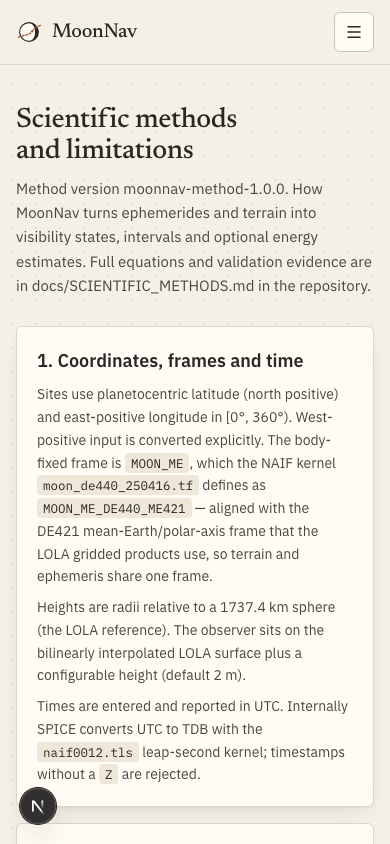 MoonNav
Scientific methods
and limitations
Method version moonnav-method-1.0.0. How
MoonNav turns ephemerides and terrain into
visibility states, intervals and optional energy
estimates. Full equations and validation evidence are
in docs/SCIENTIFIC_METHODS.md in the repository.
1. Coordinates, frames and time
Sites use planetocentric latitude (north positive)
and east-positive longitude in [0°, 360°). West-
positive input is converted explicitly. The body-
fixed frame is MOON_ME, which the NAIF kernel
moon_de440_250416.tf defines as
MOON_ME_DE440_ME421 — aligned with the
DE421 mean-Earth/polar-axis frame that the
LOLA gridded products use, so terrain and
ephemeris share one frame.
Heights are radii relative to a 1737.4 km sphere
(the LOLA reference). The observer sits on the
bilinearly interpolated LOLA surface plus a
configurable height (default 2 m).
Times are entered and reported in UTC. Internally
SPICE converts UTC to TDB with the
naif0012.tls leap-second kernel; timestamps
without a Z are rejected.
N